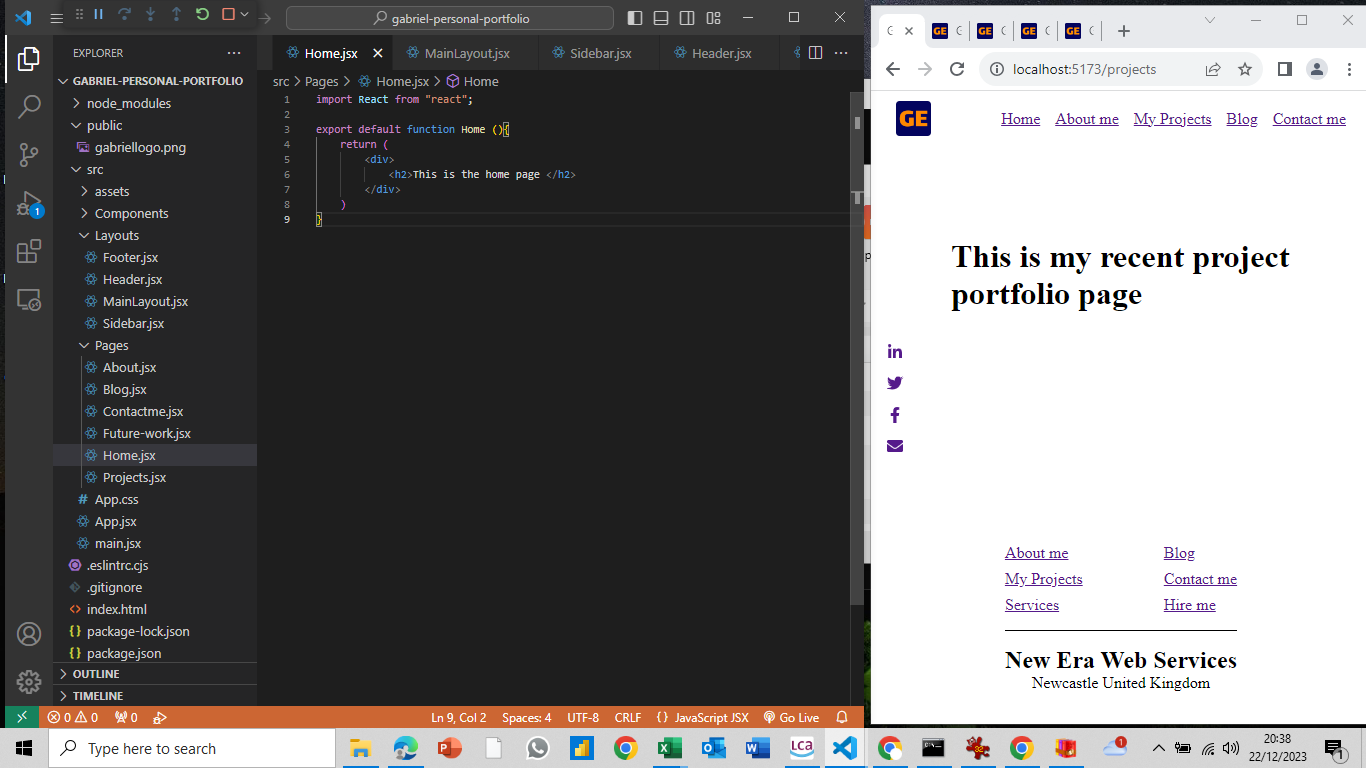 gabriel-personal-portfolio
EXPLORER
Home.jsx
MainLayout.jsx
Sidebar.jsx
Header.jsx
GABRIEL-PERSONAL-PORTFOLIO
node_modules
public
gabriellogo.png
src
assets
Components
Layouts
Footer.jsx
Header.jsx
MainLayout.jsx
Sidebar.jsx
Pages
About.jsx
Blog.jsx
Contactme.jsx
Future-work.jsx
Home.jsx
Projects.jsx
App.css
App.jsx
main.jsx
.eslintrc.cjs
.gitignore
index.html
package-lock.json
package.json
OUTLINE
TIMELINE
1
src > Pages > Home.jsx > Home
1 import React from "react";
2
3 export default function Home (){
4 return (
5 <div>
6 <h2>This is the home page </h2>
7 </div>
8 )
9 }
0 0 0
Ln 9, Col 2 Spaces: 4 UTF-8 CRLF {} JavaScript JSX Go Live
localhost:5173/projects
GE
Home About me My Projects Blog Contact me
This is my recent project
portfolio page
About me Blog
My Projects Contact me
Services Hire me
New Era Web Services
Newcastle United Kingdom
Type here to search
LCA
1
20:38
22/12/2023
1